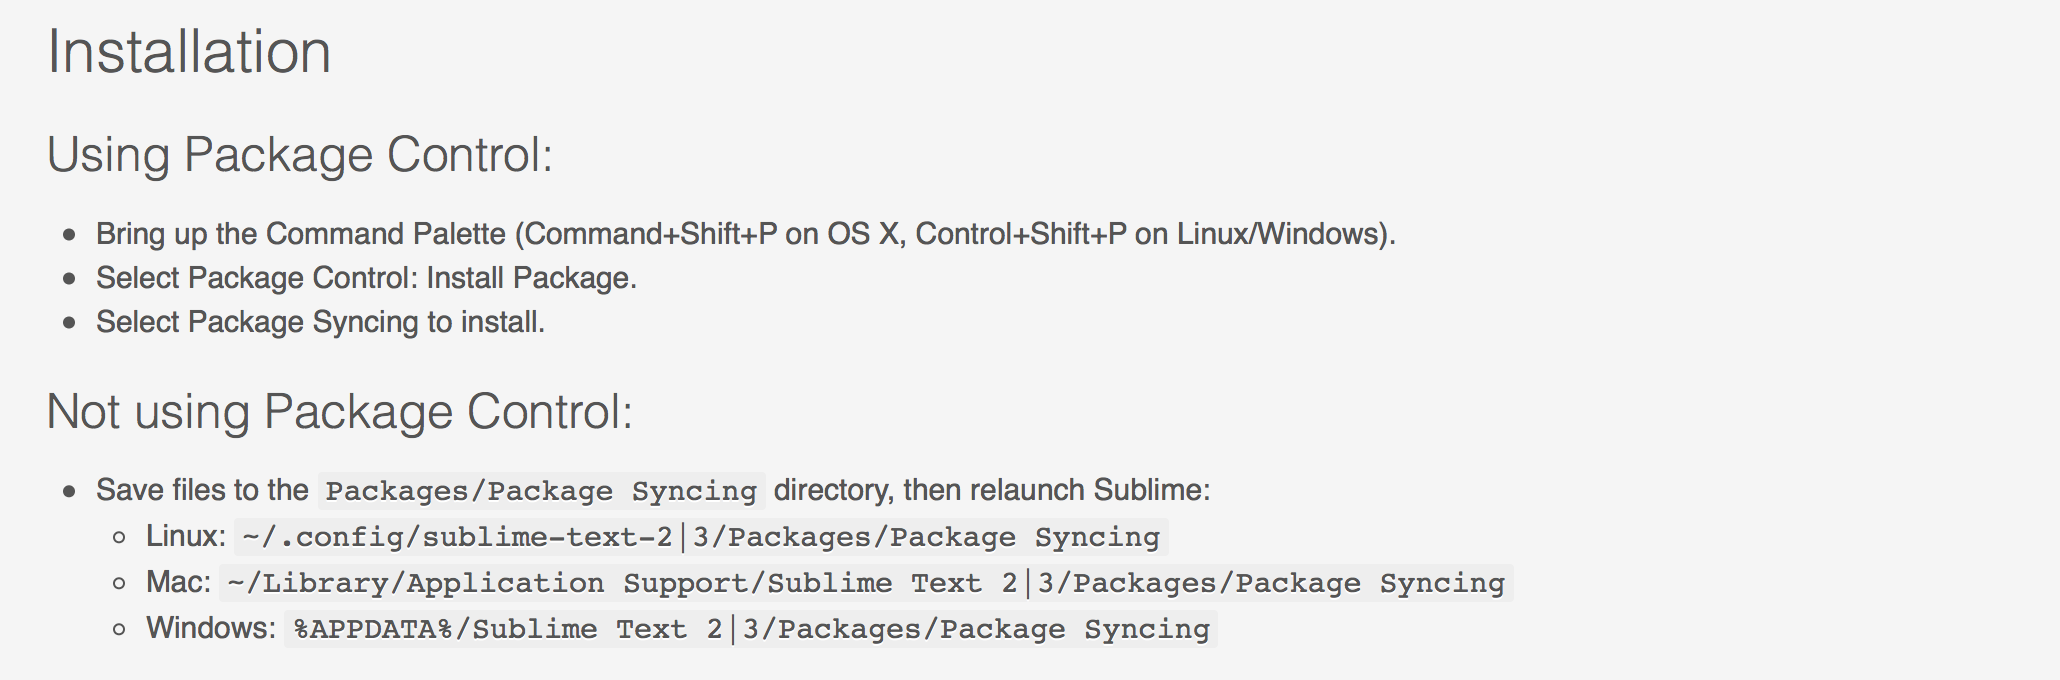 Installation
Using Package Control:
Bring up the Command Palette (Command+Shift+P on OS X, Control+Shift+P on Linux/Windows).
Select Package Control: Install Package.
Select Package Syncing to install.
Not using Package Control:
Save files to the Packages/Package Syncing directory, then relaunch Sublime:
Linux: ~/.config/sublime-text-2|3/Packages/Package Syncing
Mac: ~/Library/Application Support/Sublime Text 2|3/Packages/Package Syncing
Windows: %APPDATA%/Sublime Text 2|3/Packages/Package Syncing